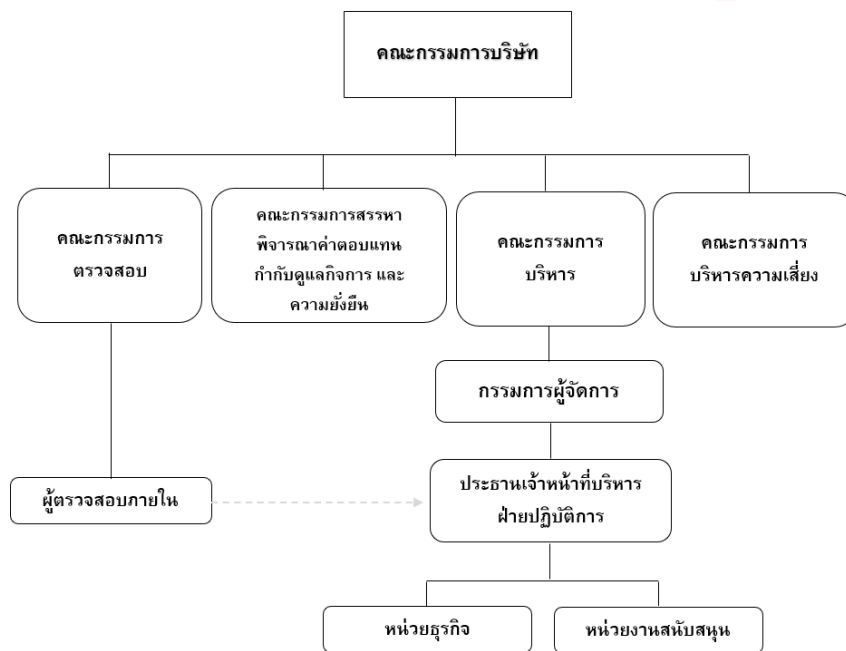 คณะกรรมการบริษัท
คณะกรรมการ
ตรวจสอบ
คณะกรรมการสรรหา
พิจารณาค่าตอบแทน
กำกับดูแลกิจการ และ
ความยั่งยืน
คณะกรรมการ
บริหาร
คณะกรรมการ
บริหารความเสี่ยง
กรรมการผู้จัดการ
ผู้ตรวจสอบภายใน
ประธานเจ้าหน้าที่บริหาร
ฝ่ายปฏิบัติการ
หน่วยธุรกิจ
หน่วยงานสนับสนุน